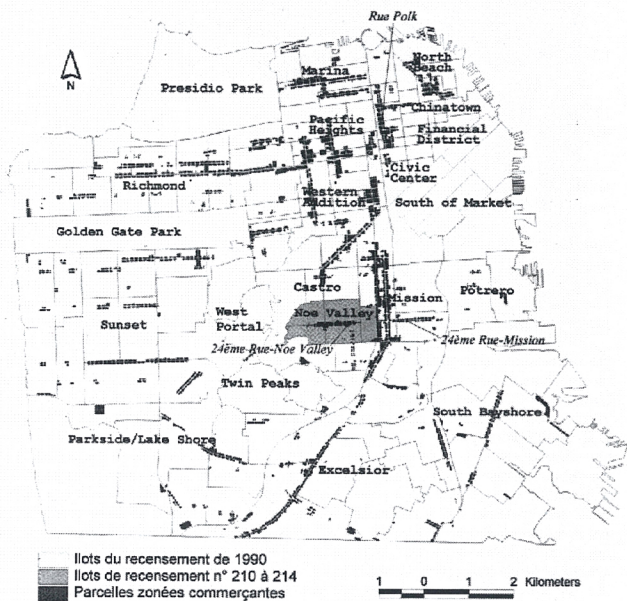 Rue Polk
N
Marina
North
Beach
Presidio Park
Chinatown
Pacific
Heights
Financial
District
Richmond
Civic
Center
Western
Addition
South of Market
Golden Gate Park
Castro
Mission
Potrero
Noe Valley
West
Portal
Sunset
24ème Rue-Noe Valley
24ème Rue-Mission
Twin Peaks
South Bayshore
Parkside/Lake Shore
Excelsior
Ilots du recensement de 1990
Ilots de recensement n° 210 à 214
Parcelles zonées commerçantes
1 0 1 2 Kilometers